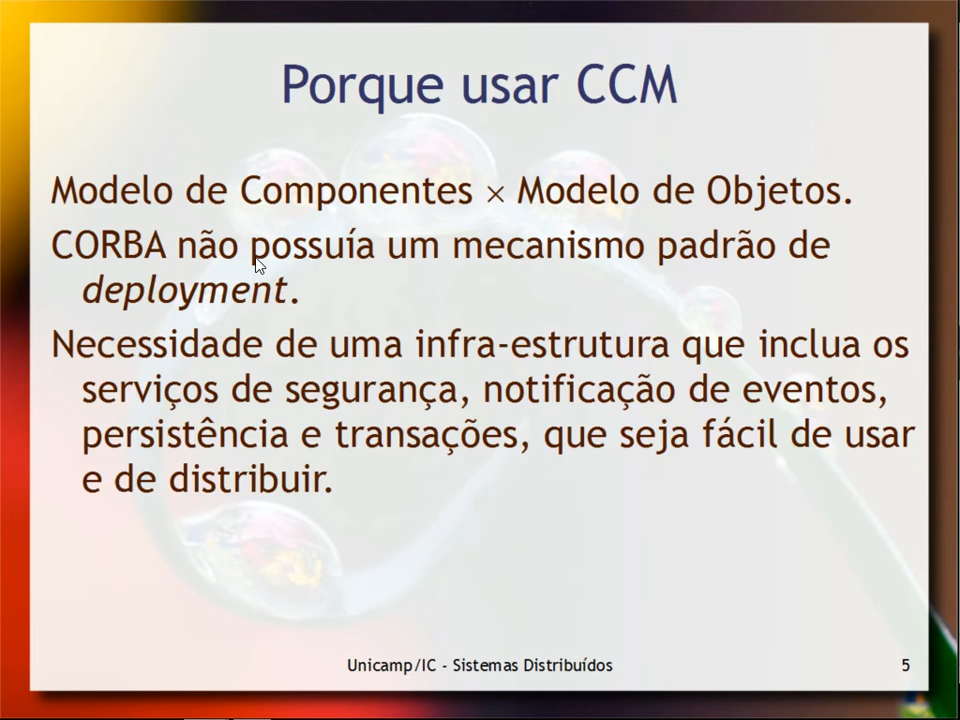 Porque usar CCM
Modelo de Componentes × Modelo de Objetos.
CORBA não possuía um mecanismo padrão de
deployment.
Necessidade de uma infra-estrutura que inclua os
serviços de segurança, notificação de eventos,
persistência e transações, que seja fácil de usar
e de distribuir.
Unicamp/IC - Sistemas Distribuídos
5